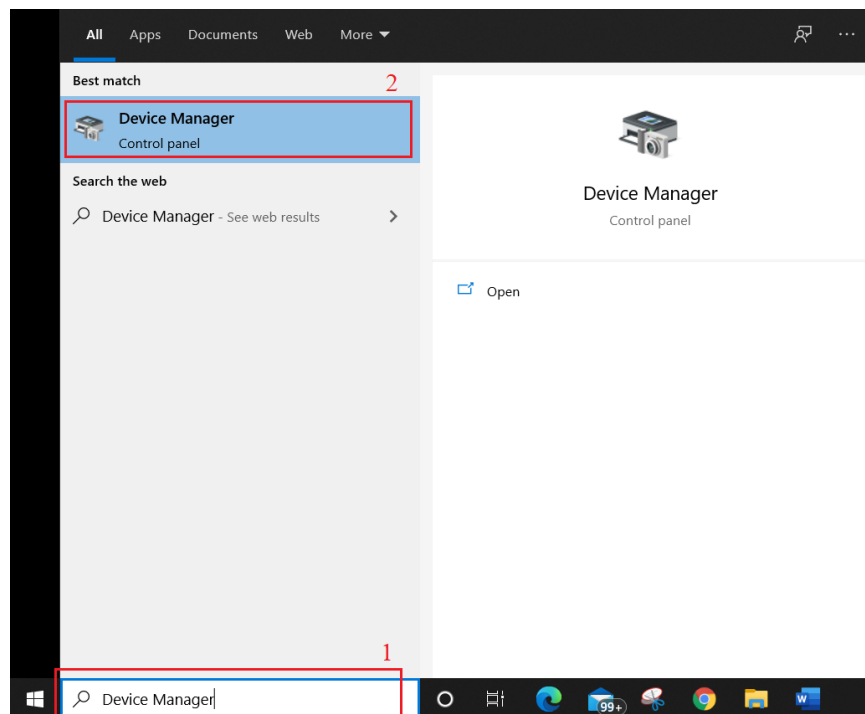 All Apps Documents Web More
Best match
2
Device Manager
Control panel
Search the web
Device Manager - See web results
Device Manager
Control panel
Open
1
Device Manager
99+
W